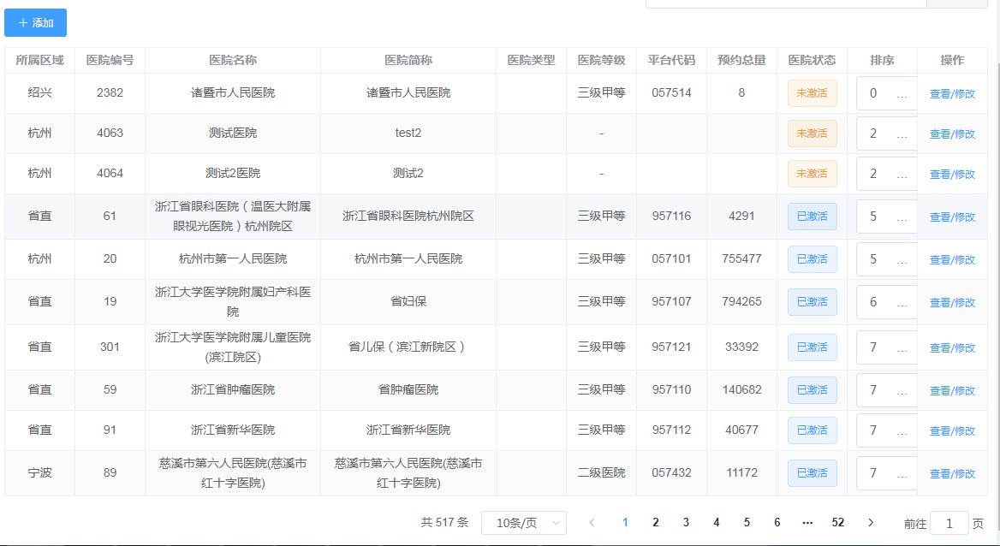 ＋ 添加
所属区域 医院编号 医院名称 医院简称 医院类型 医院等级 平台代码 预约总量 医院状态 排序 操作
绍兴 2382 诸暨市人民医院 诸暨市人民医院 三级甲等 057514 8 未激活 0 ... 查看/修改
杭州 4063 测试医院 test2 - 未激活 2 ... 查看/修改
杭州 4064 测试2医院 测试2 - 未激活 2 ... 查看/修改
浙江省眼科医院（温医大附属
省直 61 浙江省眼科医院杭州院区 三级甲等 957116 4291 已激活 5 ... 查看/修改
眼视光医院）杭州院区
杭州 20 杭州市第一人民医院 杭州市第一人民医院 三级甲等 057101 755477 已激活 5 ... 查看/修改
浙江大学医学院附属妇产科医
省直 19 省妇保 三级甲等 957107 794265 已激活 6 ... 查看/修改
院
浙江大学医学院附属儿童医院
省直 301 省儿保（滨江新院区） 三级甲等 957121 33392 已激活 7 ... 查看/修改
(滨江院区)
省直 59 浙江省肿瘤医院 省肿瘤医院 三级甲等 957110 140682 已激活 7 ... 查看/修改
省直 91 浙江省新华医院 浙江省新华医院 三级甲等 957112 40677 已激活 7 ... 查看/修改
慈溪市第六人民医院(慈溪市 慈溪市第六人民医院(慈溪市
宁波 89 二级医院 057432 11172 已激活 7 ... 查看/修改
红十字医院) 红十字医院)
共 517 条 10条/页 < 1 2 3 4 5 6 ••• 52 > 前往 1 页